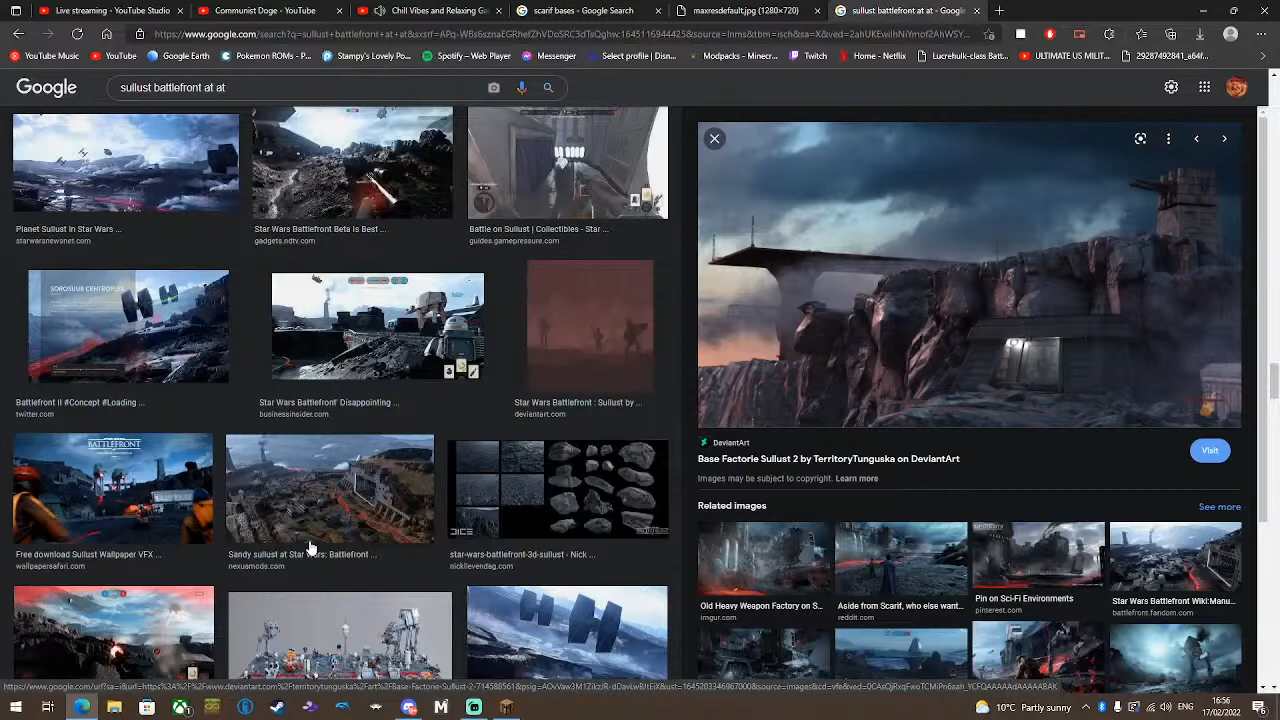 Live streaming - YouTube Studio
Communist Doge - YouTube
Chill Vibes and Relaxing G
scarif bases - Google Search
maxresdefault.jpg (1280×720)
sullust battlefront at at - Goog
YouTube Music
YouTube
Google Earth
Pokemon ROMs - P...
Stampy's Lovely Po...
Spotify – Web Player
Messenger
Select profile | Disn...
Modpacks - Minecr...
Twitch
Home - Netflix
Lucrehulk-class Batt...
ULTIMATE US MILIT...
29287492841_a64f...
Google
sullust battlefront at at
Planet Sullust In Star Wars ...
starwarsnewsnet.com
Star Wars Battlefront Beta Is Best ...
gadgets.ndtv.com
Battle on Sullust | Collectibles - Star ...
guides.gamepressure.com
Battlefront II #Concept #Loading ...
twitter.com
Star Wars Battlefront' Disappointing ...
businessinsider.com
Star Wars Battlefront : Sullust by ...
deviantart.com
BATTLEFRONT
DICE
Free download Sullust Wallpaper VFX ...
wallpapersafari.com
Sandy sullust at Star Wars: Battlefront ...
nexusmods.com
star-wars-battlefront-3d-sullust - Nick ...
nicklievendag.com
DeviantArt
Visit
Base Factorie Sullust 2 by TerrItoryTunguska on DeviantArt
Images may be subject to copyright. Learn more
Related images
See more
Old Heavy Weapon Factory on S...
imgur.com
Aside from Scarif, who else want...
reddit.com
Pin on Sci-Fi Environments
pinterest.com
Star Wars Battlefront Wiki:Manu...
battlefront.fandom.com
10°C Partly sunny
16:56
17/02/2022